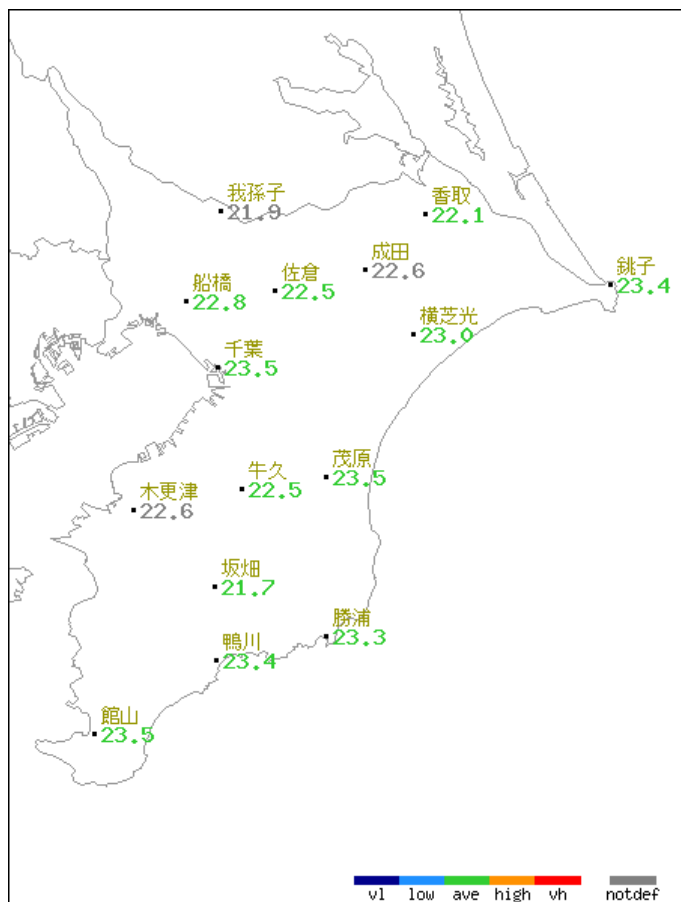 我孫子
21.9
香取
22.1
成田
22.6
佐倉
22.5
船橋
22.8
銚子
23.4
横芝光
23.0
千葉
23.5
茂原
23.5
牛久
22.5
木更津
22.6
坂畑
21.7
勝浦
23.3
鴨川
23.4
館山
23.5
vl low ave high vh notdef